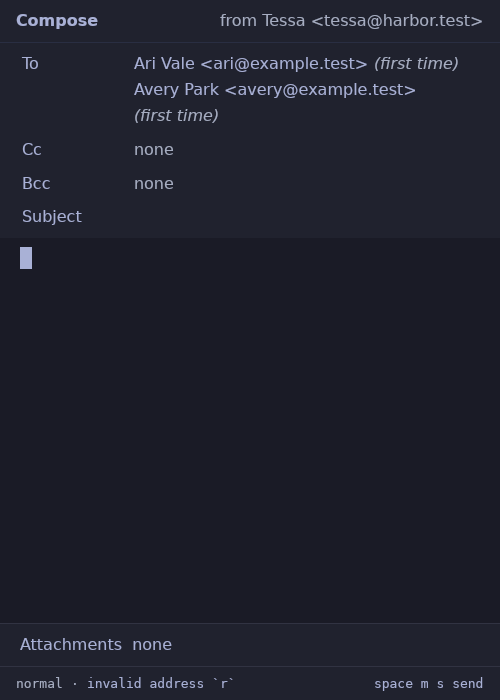 Compose from Tessa <tessa@harbor.test>
To Ari Vale <ari@example.test> (first time)
Avery Park <avery@example.test>
(first time)
Cc none
Bcc none
Subject
Attachments none
normal · invalid address `r` space m s send